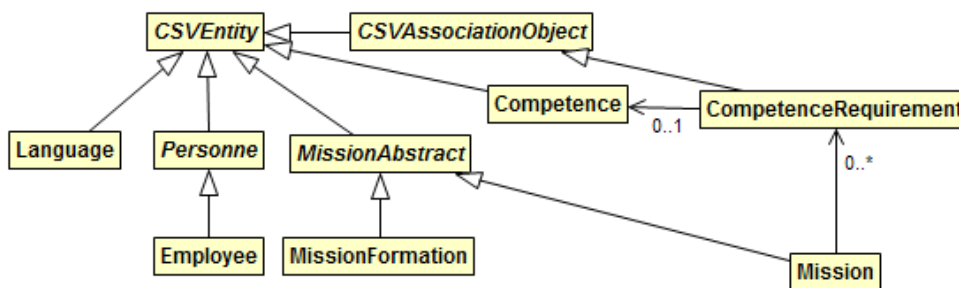 CSVEntity
CSVAssociationObject
Competence
CompetenceRequirement
0..1
Language
Personne
MissionAbstract
0..*
Employee
MissionFormation
Mission